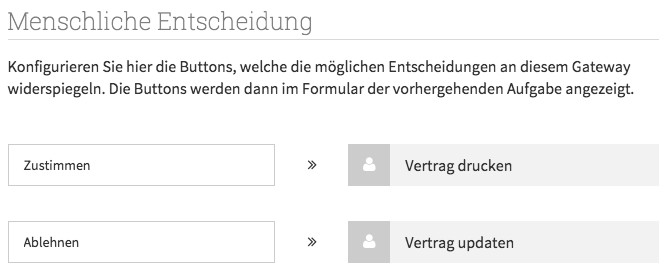 Menschliche Entscheidung
Konfigurieren Sie hier die Buttons, welche die möglichen Entscheidungen an diesem Gateway
widerspiegeln. Die Buttons werden dann im Formular der vorhergehenden Aufgabe angezeigt.
Zustimmen » Vertrag drucken
Ablehnen » Vertrag updaten